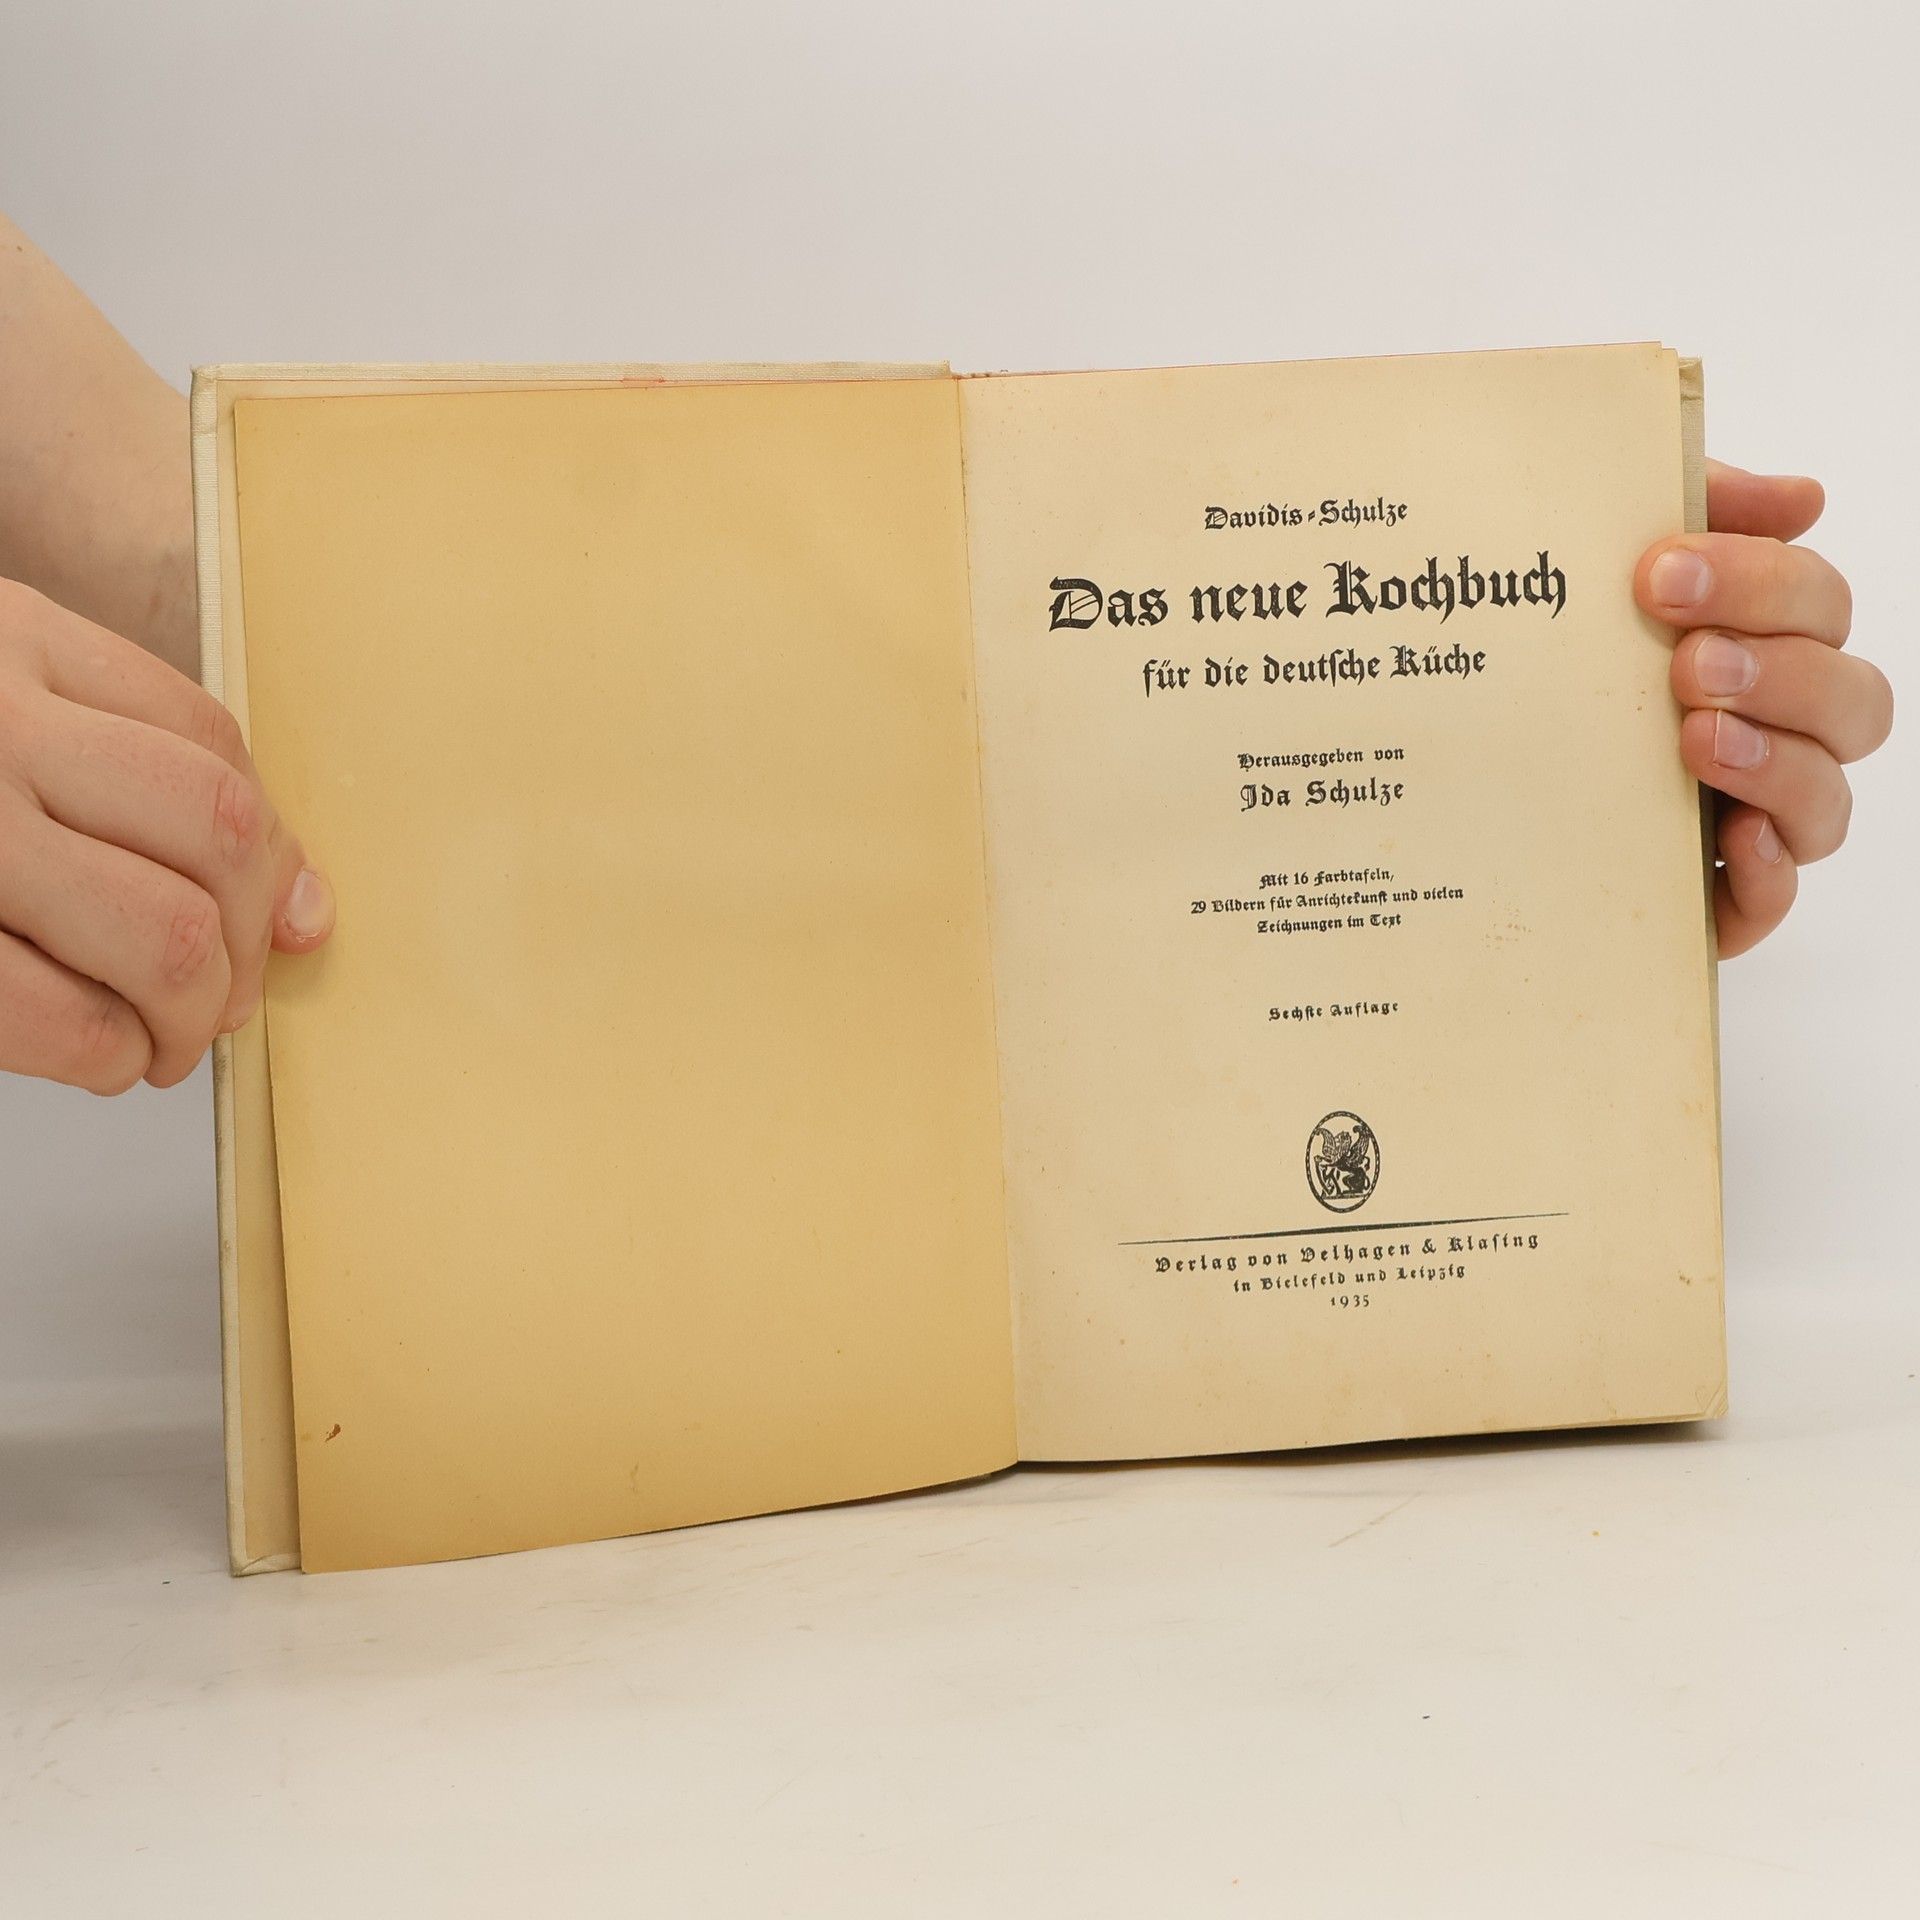 Davidis-Schulze
Das neue Kochbuch
für die deutſche Küche
Herausgegeben von
Ida Schulze
Mit 16 Farbtafeln,
29 Bildern für Anrichtekunſt und vielen
Zeichnungen im Text
Sechſte Auflage
Verlag von Velhagen & Klaſing
in Bielefeld und Leipzig
1935